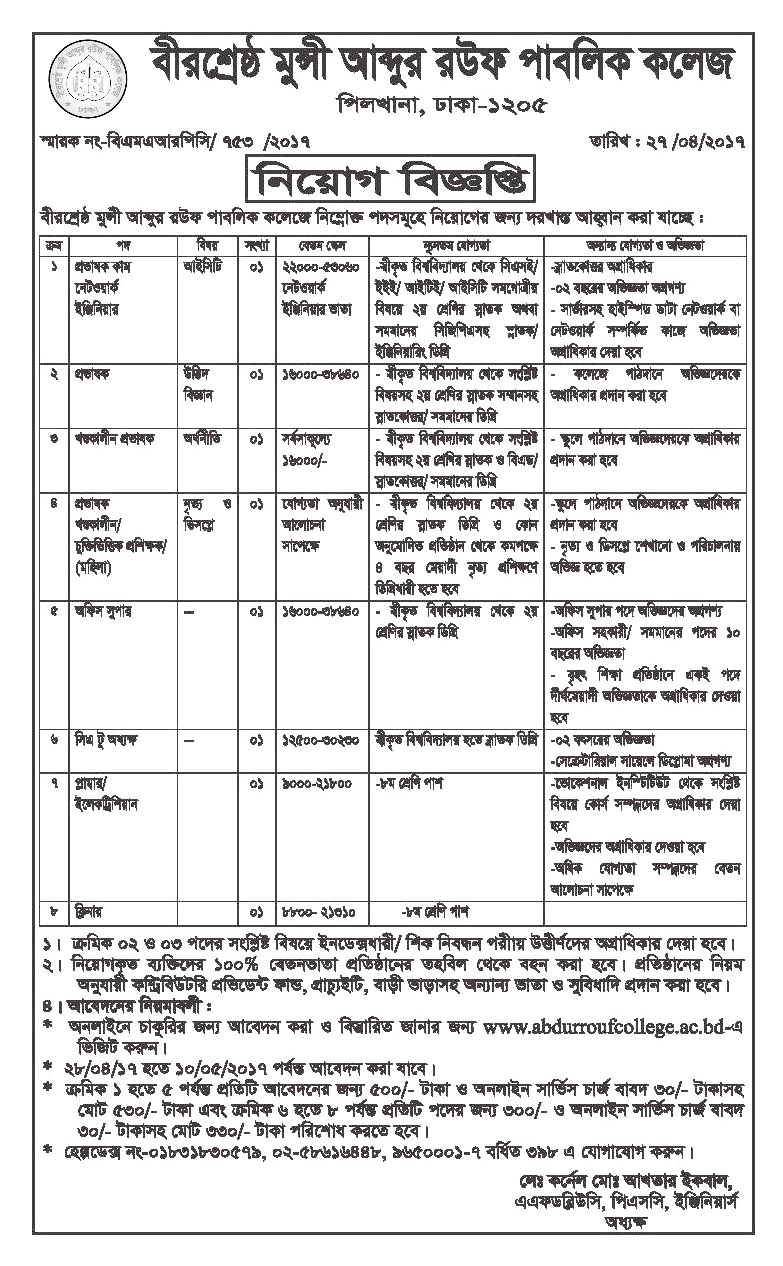 বীরশ্রেষ্ঠ মুন্সী আব্দুর রউফ পাবলিক কলেজ
পিলখানা, ঢাকা-১২০৫
স্মারক নং-বিএমএআরপিসি/ ৭৫৩ /২০১৭ তারিখ : ২৭ /০৪/২০১৭
নিয়োগ বিজ্ঞপ্তি
বীরশ্রেষ্ঠ মুন্সী আব্দুর রউফ পাবলিক কলেজে নিম্নোক্ত পদসমূহে নিয়োগের জন্য দরখাস্ত আহ্বান করা যাচ্ছে :
ক্রম পদ বিষয় সংখ্যা বেতন স্কেল ন্যূনতম যোগ্যতা অন্যান্য যোগ্যতা ও অভিজ্ঞতা
১ প্রভাষক কাম আইসিটি ০১ ২২০০০-৫৩০৬০ -স্বীকৃত বিশ্ববিদ্যালয় থেকে সিএসই/ -স্নাতকোত্তর অগ্রাধিকার
নেটওয়ার্ক নেটওয়ার্ক ইইই/ আইটিই/ আইসিটি সমগোত্রীয় -০২ বছরের অভিজ্ঞতা অগ্রগণ্য
ইঞ্জিনিয়ার ইঞ্জিনিয়ার ভাতা বিষয়ে ২য় শ্রেণির স্নাতক অথবা - সার্ভারসহ হাইস্পিড ডাটা নেটওয়ার্ক বা
সমমানের সিজিপিএসহ স্নাতক/ নেটওয়ার্ক সম্পর্কিত কাজে অভিজ্ঞতা
ইঞ্জিনিয়ারিং ডিগ্রি অগ্রাধিকার দেয়া হবে
২ প্রভাষক উদ্ভিদ ০১ ১৬০০০-৩৮৬৪০ - স্বীকৃত বিশ্ববিদ্যালয় থেকে সংশ্লিষ্ট - কলেজে পাঠদানে অভিজ্ঞদেরকে
বিজ্ঞান বিষয়সহ ২য় শ্রেণির স্নাতক সম্মানসহ অগ্রাধিকার প্রদান করা হবে
স্নাতকোত্তর/ সমমানের ডিগ্রি
৩ খণ্ডকালীন প্রভাষক অর্থনীতি ০১ সর্বসাকূল্যে - স্বীকৃত বিশ্ববিদ্যালয় থেকে সংশ্লিষ্ট - স্কুলে পাঠদানে অভিজ্ঞদেরকে অগ্রাধিকার
১৬০০০/- বিষয়সহ ২য় শ্রেণির স্নাতক ও বিএড/ প্রদান করা হবে
স্নাতকোত্তর/ সমমানের ডিগ্রি
৪ প্রভাষক নৃত্য ও ০১ যোগ্যতা অনুযায়ী - স্বীকৃত বিশ্ববিদ্যালয় থেকে ২য় -স্কুলে পাঠদানে অভিজ্ঞদেরকে অগ্রাধিকার
খণ্ডকালীন/ ডিসপ্লে আলোচনা শ্রেণির স্নাতক ডিগ্রি ও কোন প্রদান করা হবে
চুক্তিভিত্তিক প্রশিক্ষক/ সাপেক্ষে অনুমোদিত প্রতিষ্ঠান থেকে কমপক্ষে - নৃত্য ও ডিসপ্লে শেখানো ও পরিচালনায়
(মহিলা) ৪ বছর মেয়াদী নৃত্য প্রশিক্ষণে অভিজ্ঞ হতে হবে
ডিগ্রিধারী হতে হবে
৫ অফিস সুপার – ০১ ১৬০০০-৩৮৬৪০ - স্বীকৃত বিশ্ববিদ্যালয় থেকে ২য় -অফিস সুপার পদে অভিজ্ঞদের অগ্রগণ্য
শ্রেণির স্নাতক ডিগ্রি -অফিস সহকারী/ সমমানের পদের ১০
বছরের অভিজ্ঞতা
- বৃহৎ শিক্ষা প্রতিষ্ঠানে একই পদে
দীর্ঘমেয়াদী অভিজ্ঞতাকে অগ্রাধিকার দেওয়া
হবে
৬ সিএ টু অধ্যক্ষ – ০১ ১২৫০০-৩০২৩০ স্বীকৃত বিশ্ববিদ্যালয় হতে স্নাতক ডিগ্রি -০২ বৎসরের অভিজ্ঞতা
-সেক্রেটারিয়াল সায়েন্সে ডিপ্লোমা অগ্রগণ্য
৭ প্লাম্বার/ ০১ ৯০০০-২১৮০০ -৮ম শ্রেণি পাশ -ভোকেশনাল ইনস্টিটিউট থেকে সংশ্লিষ্ট
ইলেকট্রিশিয়ান বিষয়ে কোর্স সম্পন্নদের অগ্রাধিকার দেয়া
হবে
-অভিজ্ঞদের অগ্রাধিকার দেওয়া হবে
-অধিক যোগ্যতা সম্পন্নদের বেতন
আলোচনা সাপেক্ষে
৮ ক্লিনার ০১ ৮৮০০- ২১৩১০ -৮ম শ্রেণি পাশ
১। ক্রমিক ০২ ও ০৩ পদের সংশ্লিষ্ট বিষয়ে ইনডেক্সধারী/ শিক নিবন্ধন পরীায় উত্তীর্ণদের অগ্রাধিকার দেয়া হবে।
২। নিয়োগকৃত ব্যক্তিদের ১০০% বেতনভাতা প্রতিষ্ঠানের তহবিল থেকে বহন করা হবে। প্রতিষ্ঠানের নিয়ম
অনুযায়ী কন্ট্রিবিউটরি প্রভিডেন্ট ফান্ড, গ্রাচ্যুইটি, বাড়ী ভাড়াসহ অন্যান্য ভাতা ও সুবিধাদি প্রদান করা হবে।
৪। আবেদনের নিয়মাবলী :
* অনলাইনে চাকুরির জন্য আবেদন করা ও বিস্তারিত জানার জন্য www.abdurroufcollege.ac.bd-এ
ভিজিট করুন।
* ২৮/০৪/১৭ হতে ১০/০৫/২০১৭ পর্যন্ত আবেদন করা যাবে।
* ক্রমিক ১ হতে ৫ পর্যন্ত প্রতিটি আবেদনের জন্য ৫০০/- টাকা ও অনলাইন সার্ভিস চার্জ বাবদ ৩০/- টাকাসহ
মোট ৫৩০/- টাকা এবং ক্রমিক ৬ হতে ৮ পর্যন্ত প্রতিটি পদের জন্য ৩০০/- ও অনলাইন সার্ভিস চার্জ বাবদ
৩০/- টাকাসহ মোট ৩৩০/- টাকা পরিশোধ করতে হবে।
* হেল্পডেক্স নং-০১৮৩১৮৩০৫৭৯, ০২-৫৮৬১৬৪৪৮, ৯৬৫০০০১-৭ বর্ধিত ৩৯৮ এ যোগাযোগ করুন।
লেঃ কর্নেল মোঃ আখতার ইকবাল,
এএফডব্লিউসি, পিএসসি, ইঞ্জিনিয়ার্স
অধ্যক্ষ